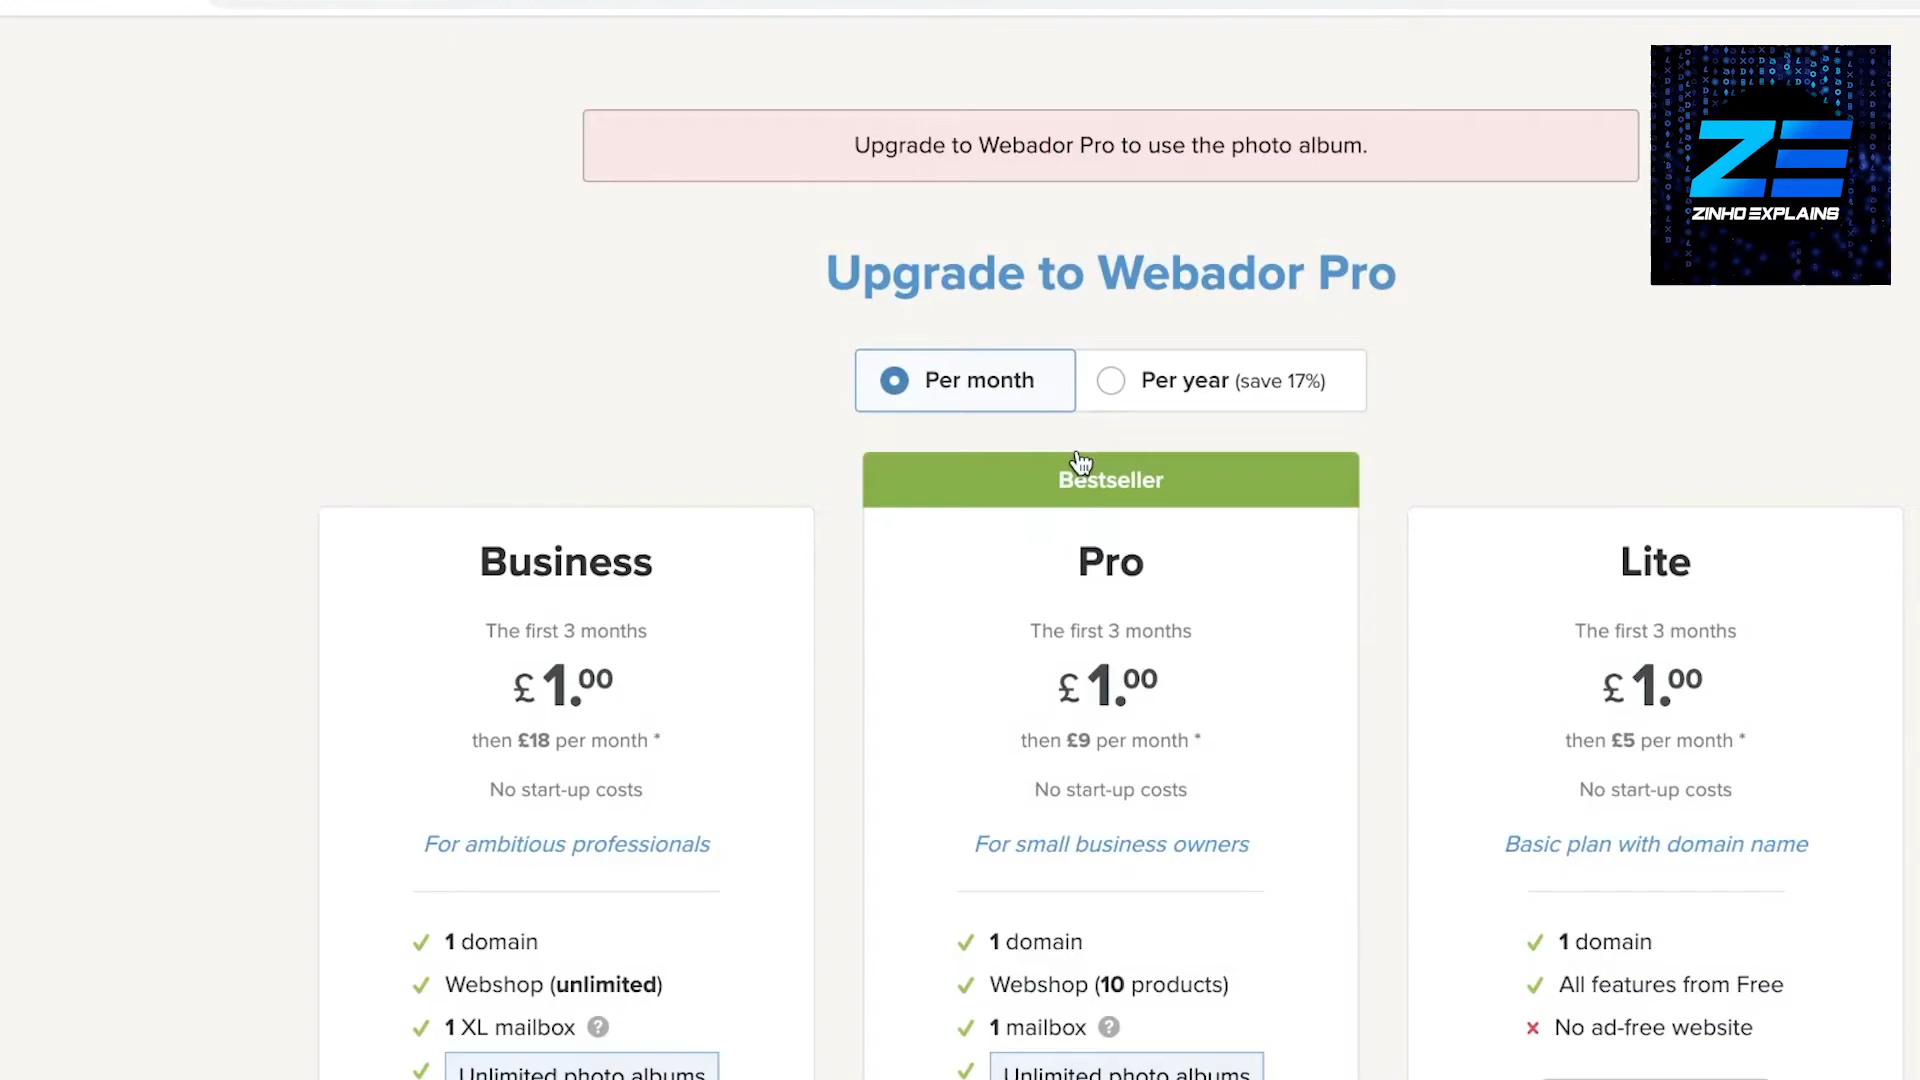 Upgrade to Webador Pro to use the photo album.
ZE
ZINHO EXPLAINS
Upgrade to Webador Pro
Per month
Per year (save 17%)
Bestseller
Business
The first 3 months
£ 1.00
then £18 per month *
No start-up costs
For ambitious professionals
1 domain
Webshop (unlimited)
1 XL mailbox ?
Unlimited photo albums
Pro
The first 3 months
£ 1.00
then £9 per month *
No start-up costs
For small business owners
1 domain
Webshop (10 products)
1 mailbox ?
Unlimited photo albums
Lite
The first 3 months
£ 1.00
then £5 per month *
No start-up costs
Basic plan with domain name
1 domain
All features from Free
No ad-free website